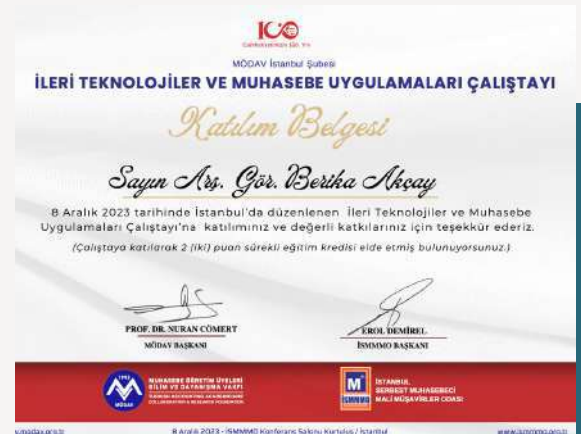 100
Cumhuriyetimizin 100. Yılı
MÖDAV İstanbul Şubesi
İLERİ TEKNOLOJİLER VE MUHASEBE UYGULAMALARI ÇALIŞTAYI
Katılım Belgesi
Sayın Arş. Gör. Berika Akçay
8 Aralık 2023 tarihinde İstanbul'da düzenlenen İleri Teknolojiler ve Muhasebe
Uygulamaları Çalıştayı'na katılımınız ve değerli katkılarınız için teşekkür ederiz.
(Çalıştaya katılarak 2 (iki) puan sürekli eğitim kredisi elde etmiş bulunuyorsunuz.)
PROF. DR. NURAN CÖMERT
MÖDAV BAŞKANI
EROL DEMİREL
İSMMMO BAŞKANI
1993
MÖDAV
MUHASEBE ÖĞRETİM ÜYELERİ
BİLİM VE DAYANIŞMA VAKFI
İSMMMO
İSTANBUL
SERBEST MUHASEBECİ
MALİ MÜŞAVİRLER ODASI
8 Aralık 2023 - İSMMMO Konferans Salonu Kurtuluş / İstanbul